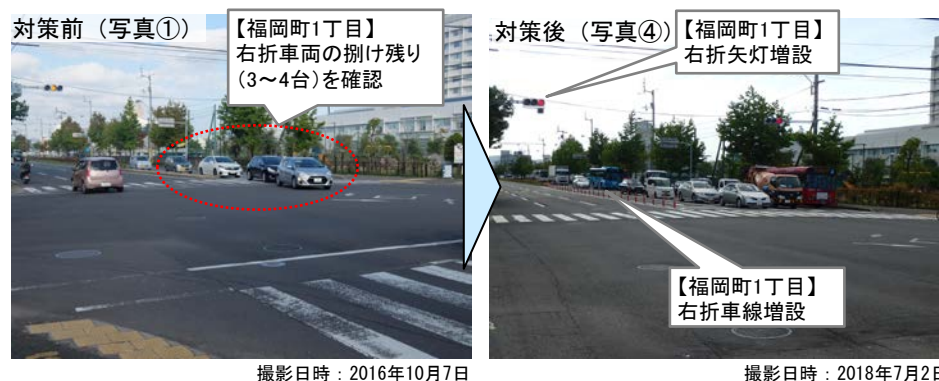 対策前（写真①）
【福岡町1丁目】
右折車両の捌け残り
（3～4台）を確認
対策後（写真④）
【福岡町1丁目】
右折矢灯増設
【福岡町1丁目】
右折車線増設
撮影日時：2016年10月7日
撮影日時：2018年7月2日